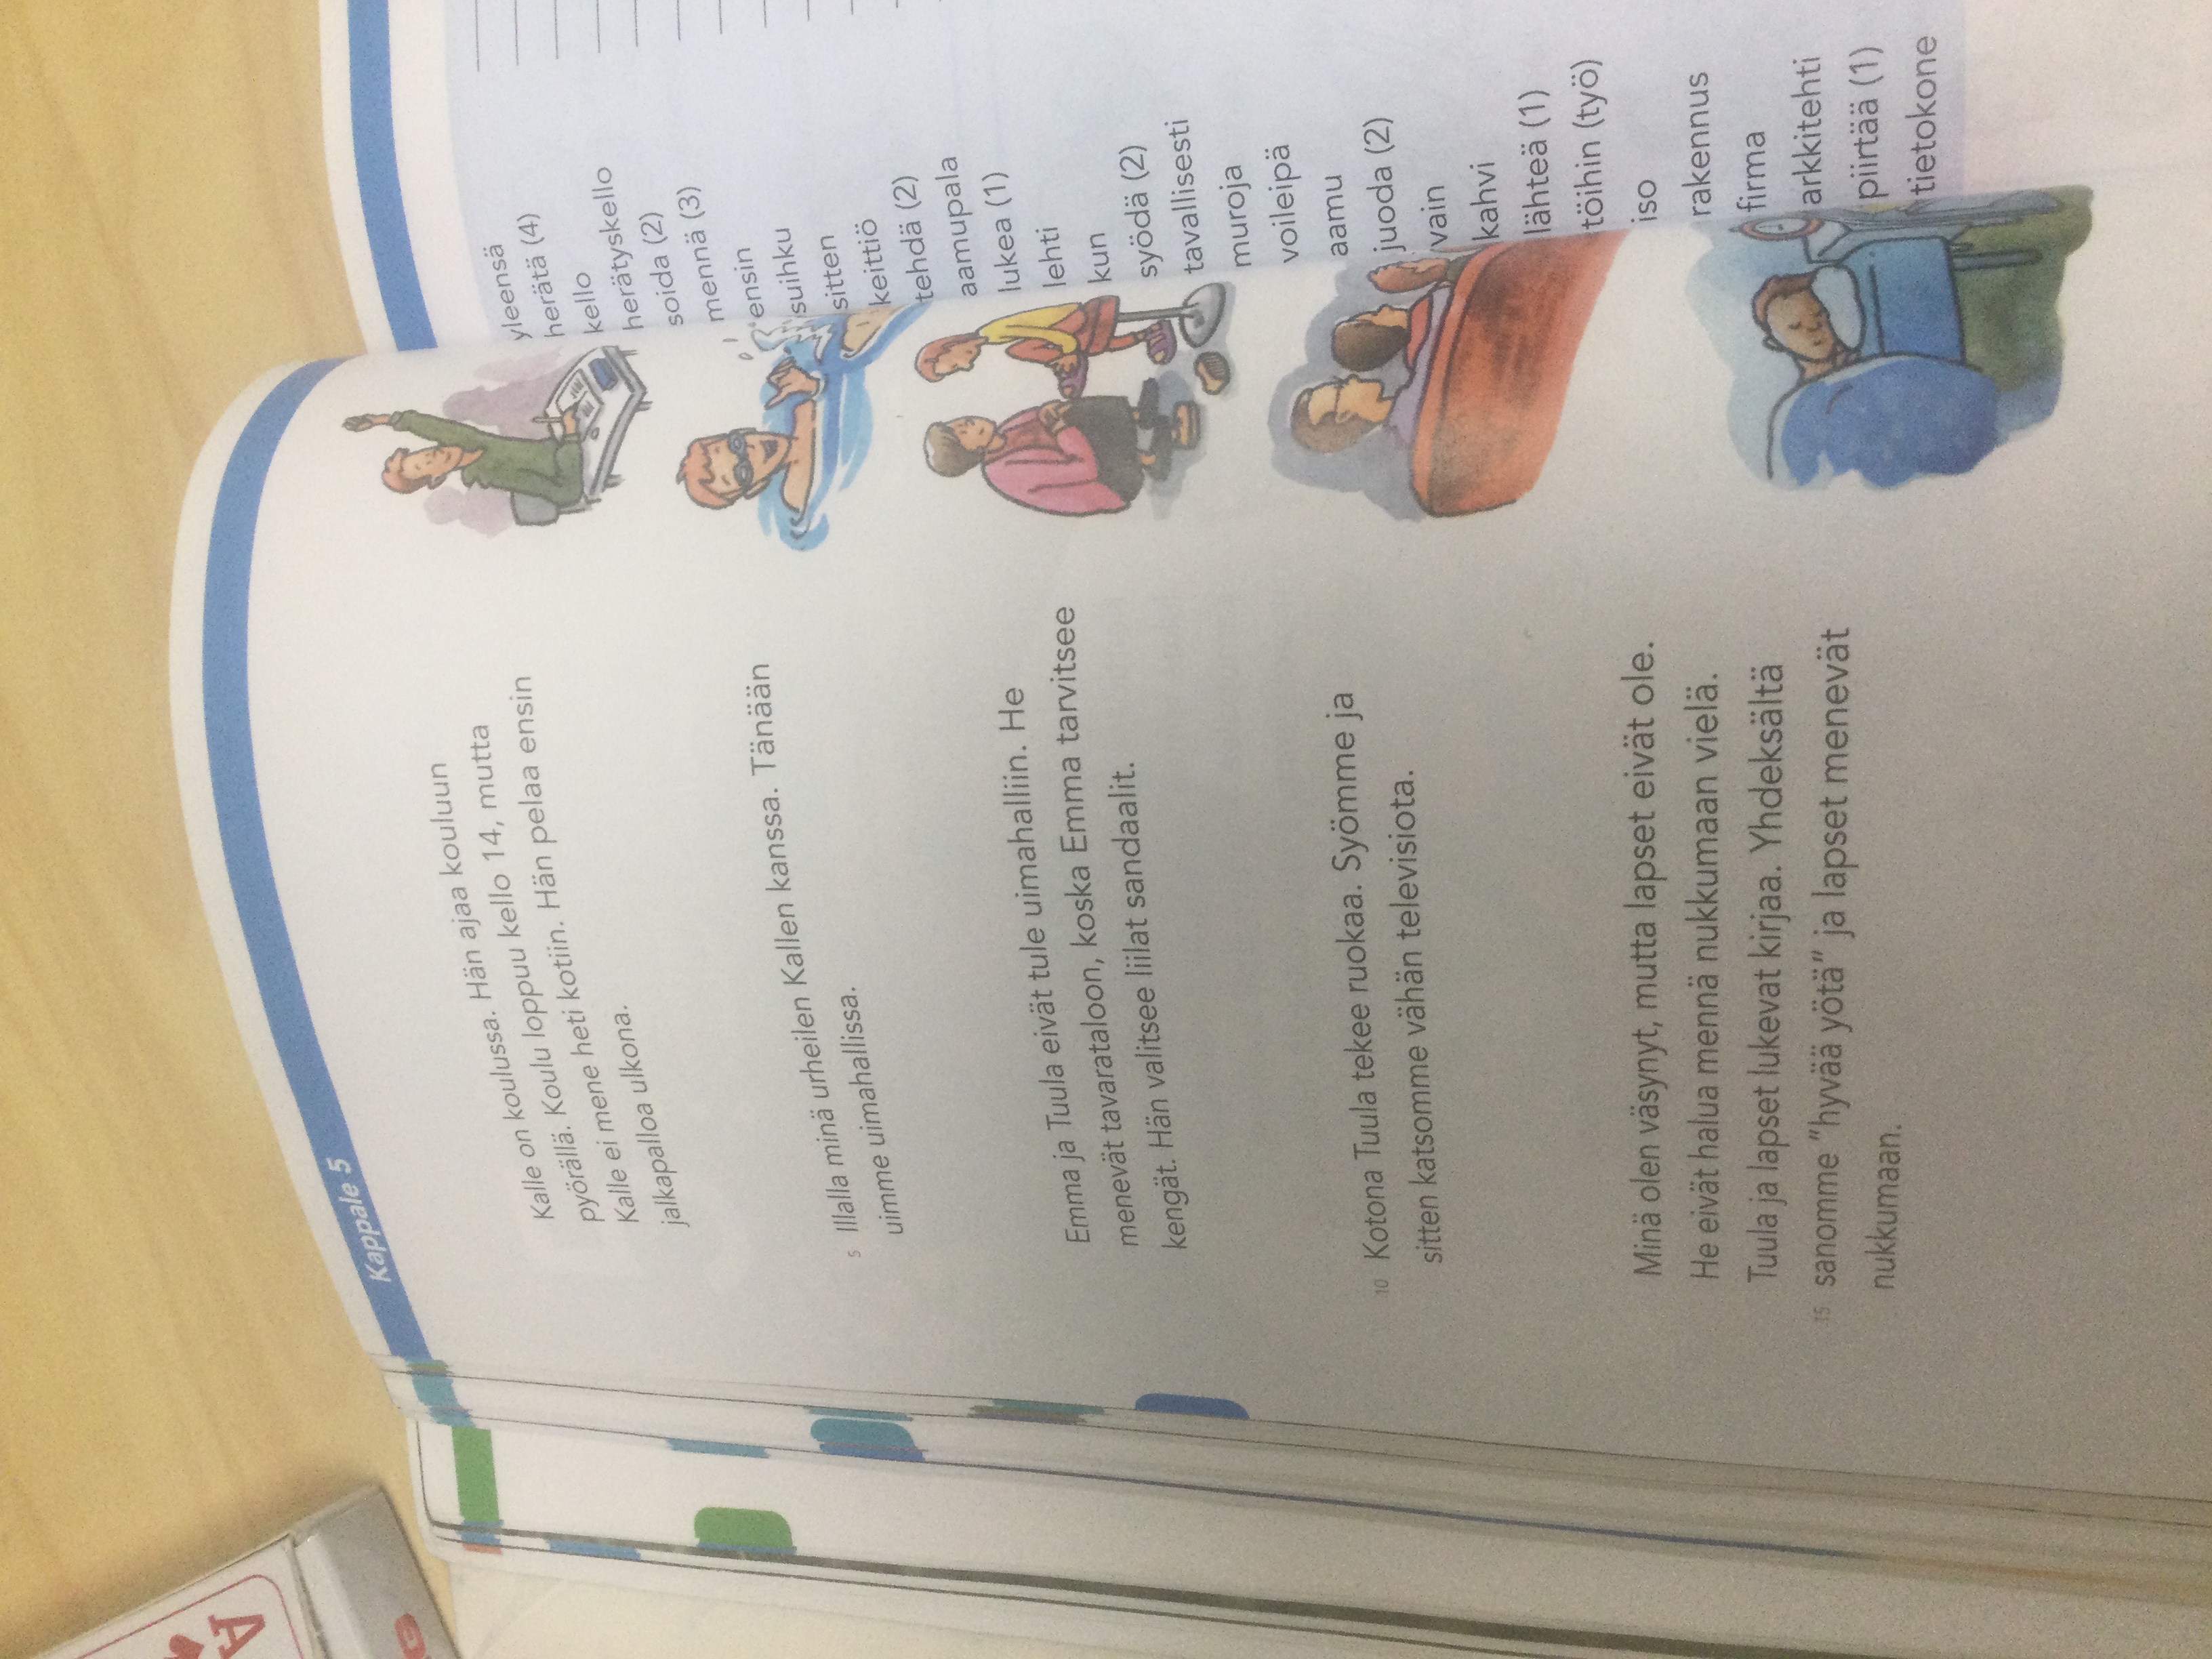 A
Kappale 5
Kalle on koulussa. Hän ajaa kouluun
pyörällä. Koulu loppuu kello 14, mutta
Kalle ei mene heti kotiin. Hän pelaa ensin
jalkapalloa ulkona.
5 Illalla minä urheilen Kallen kanssa. Tänään
uimme uimahallissa.
Emma ja Tuula eivät tule uimahalliin. He
menevät tavarataloon, koska Emma tarvitsee
kengät. Hän valitsee liilat sandaalit.
10 Kotona Tuula tekee ruokaa. Syömme ja
sitten katsomme vähän televisiota.
Minä olen väsynyt, mutta lapset eivät ole.
He eivät halua mennä nukkumaan vielä.
Tuula ja lapset lukevat kirjaa. Yhdeksältä
15 sanomme ”hyvää yötä” ja lapset menevät
nukkumaan.
yleensä
herätä (4)
kello
herätyskello
soida (2)
mennä (3)
ensin
suihku
sitten
keittiö
tehdä (2)
aamupala
lukea (1)
lehti
kun
syödä (2)
tavallisesti
muroja
voileipä
aamu
juoda (2)
vain
kahvi
lähteä (1)
töihin (työ)
iso
rakennus
firma
arkkitehti
piirtää (1)
tietokone